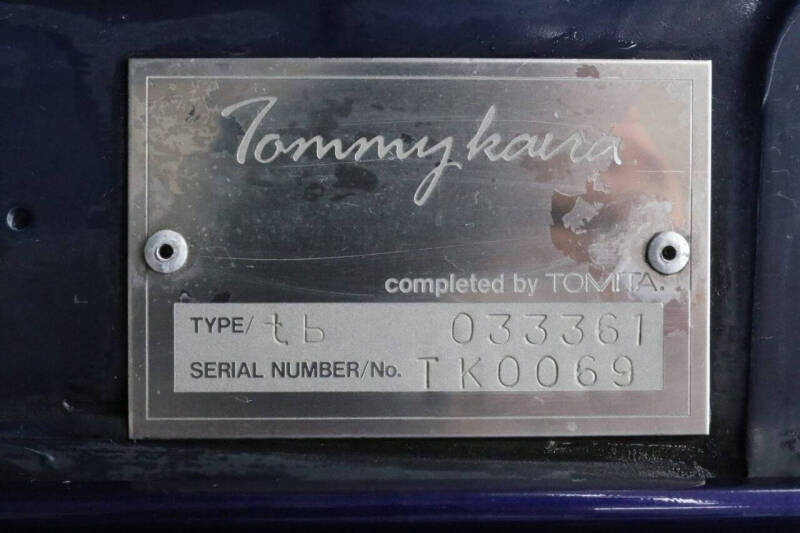 Tommykaira
completed by TOMITA.
TYPE/ tb 033361
SERIAL NUMBER/No. TK0069